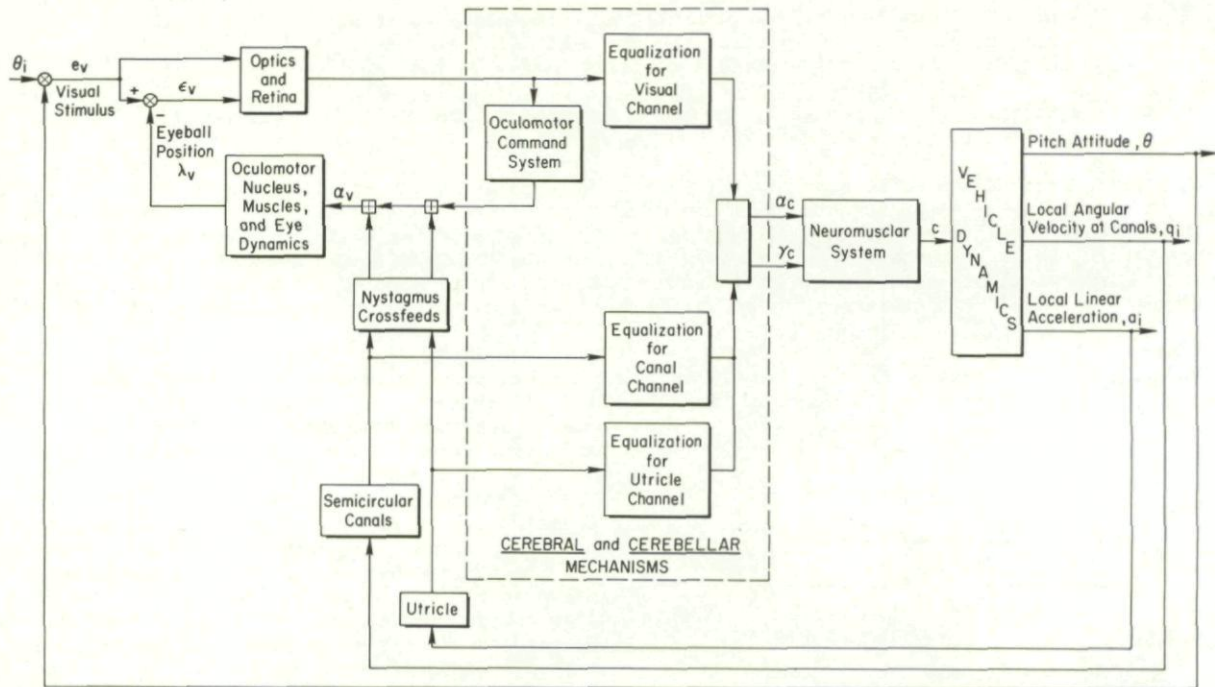 θi
ev
Visual
Stimulus
+
ϵv
−
Eyeball
Position
λv
Optics
and
Retina
Oculomotor
Nucleus,
Muscles,
and Eye
Dynamics
αv
Nystagmus
Crossfeeds
Semicircular
Canals
Utricle
Oculomotor
Command
System
Equalization
for
Visual
Channel
Equalization
for
Canal
Channel
Equalization
for
Utricle
Channel
CEREBRAL and CEREBELLAR
MECHANISMS
αc
γc
Neuromusclar
System
c
VEHICLE
DYNAMICS
Pitch Attitude, θ
Local Angular
Velocity at Canals, qi
Local Linear
Acceleration, ai